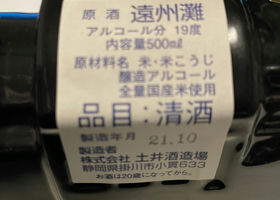 原酒 遠州灘
アルコール分 19度
内容量500㎖
原材料名 米・米こうじ
醸造アルコール
全量国産米使用
品目:清酒
製造年月 21.10
製造者
株式会社 土井酒造場
静岡県掛川市小貫633
お酒は20歳になってから。